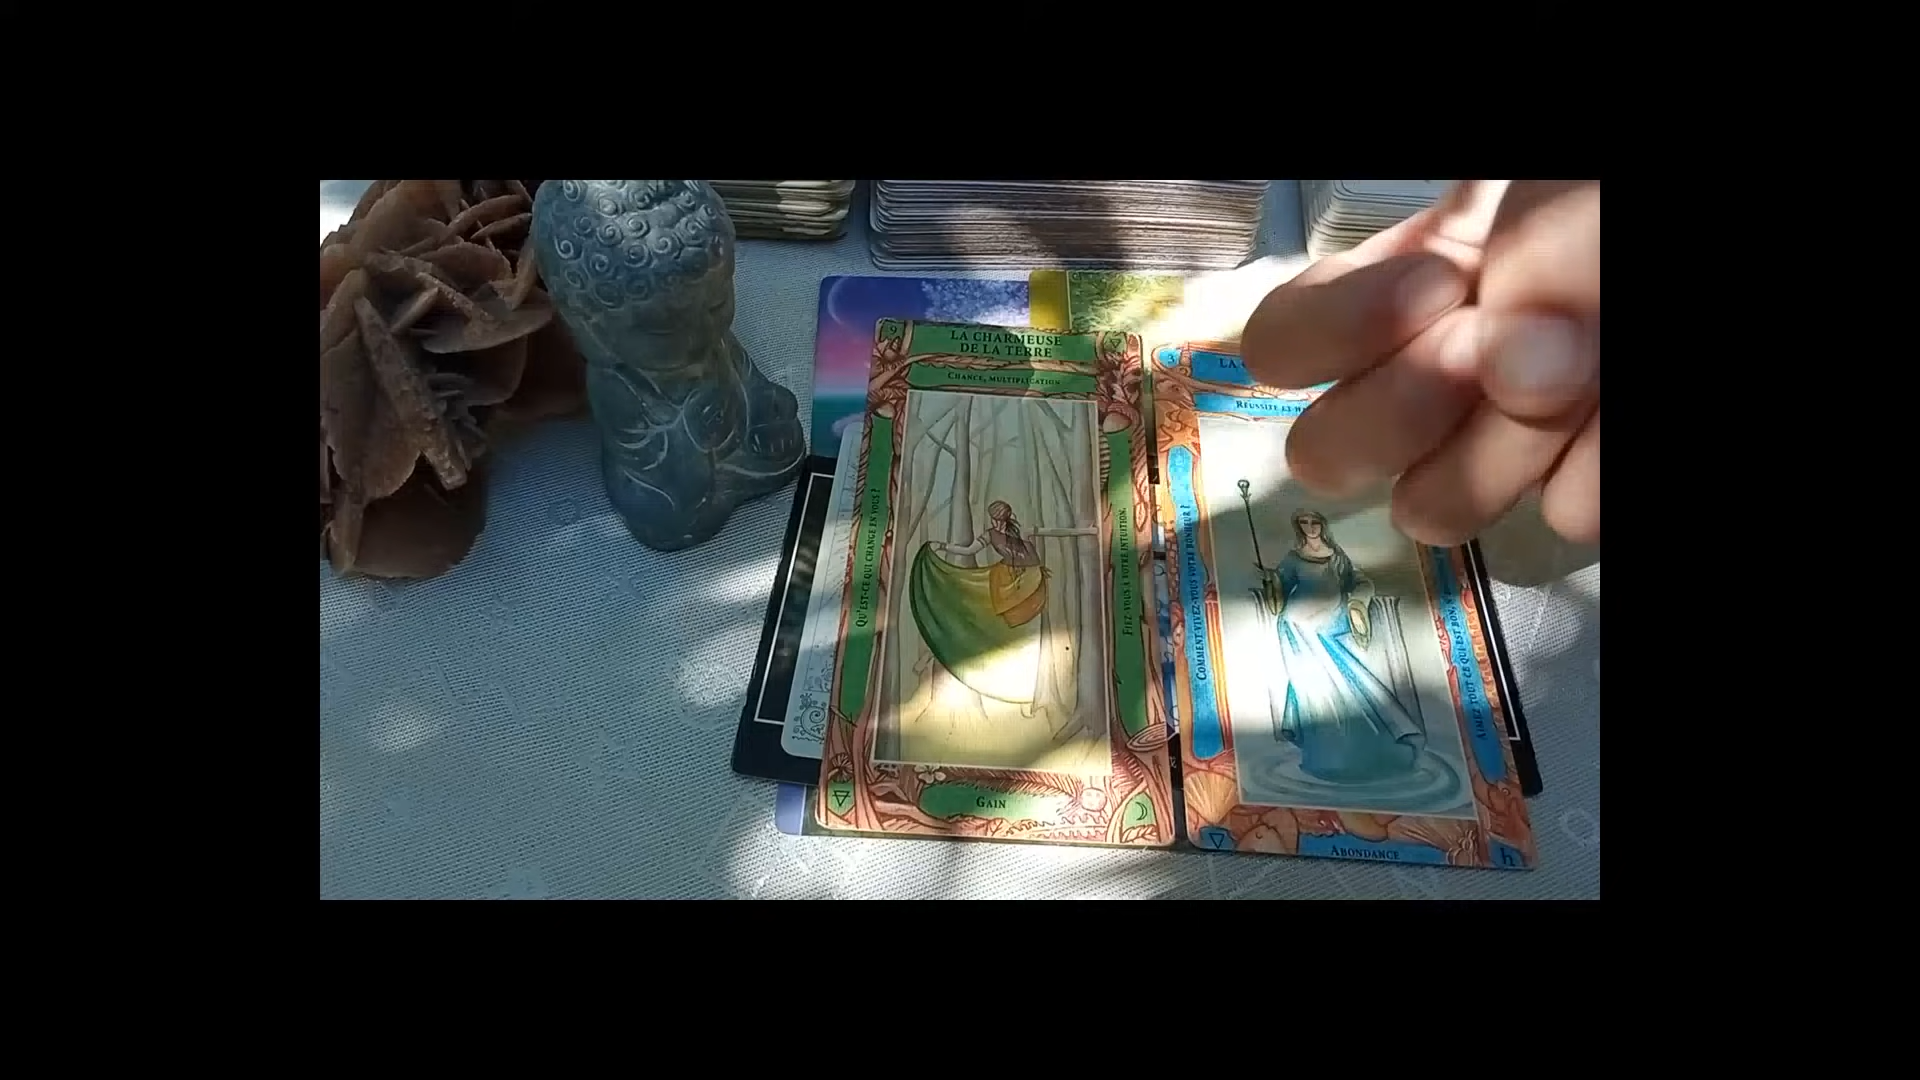 9
LA CHARMEUSE
DE LA TERRE
CHANCE, MULTIPLICATION
QU'EST-CE QUI CHANGE EN VOUS ?
FIEZ-VOUS À VOTRE INTUITION.
GAIN
3
LA
RÉUSSITE ET
COMMENT VIVEZ-VOUS VOTRE BONHEUR ?
AIMEZ TOUT CE QUI EST BON,
ABONDANCE